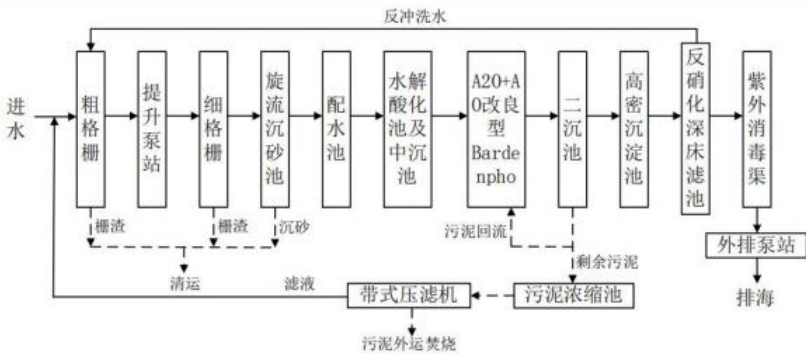 反冲洗水
进水
粗格栅
提升泵站
细格栅
旋流沉砂池
配水池
水解
酸化
池及
中沉
池
A2O+A
O改良
型
Barde
npho
二沉池
高密沉淀池
反硝化深床滤池
紫外消毒渠
栅渣
栅渣
沉砂
污泥回流
外排泵站
清运
剩余污泥
滤液
带式压滤机
污泥浓缩池
排海
污泥外运焚烧